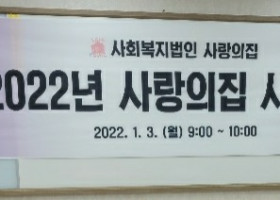 사회복지법인 사랑의집
2022년 사랑의집 시
2022. 1. 3. (월) 9:00 ~ 10:00